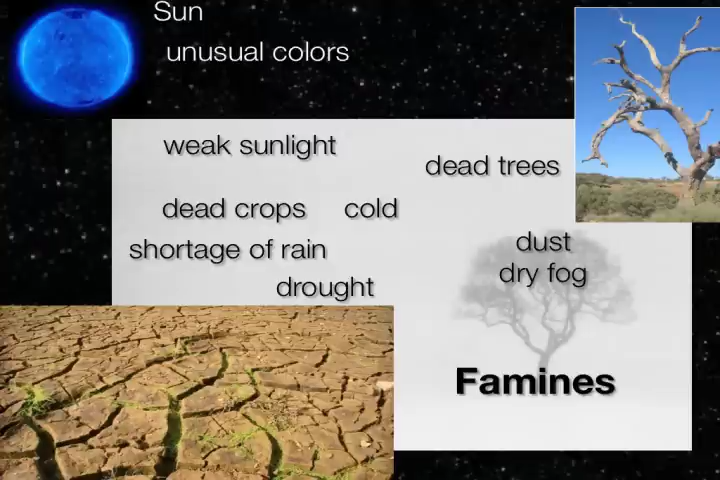 Sun
unusual colors
weak sunlight
dead trees
dead crops
cold
shortage of rain
dust
dry fog
drought
Famines